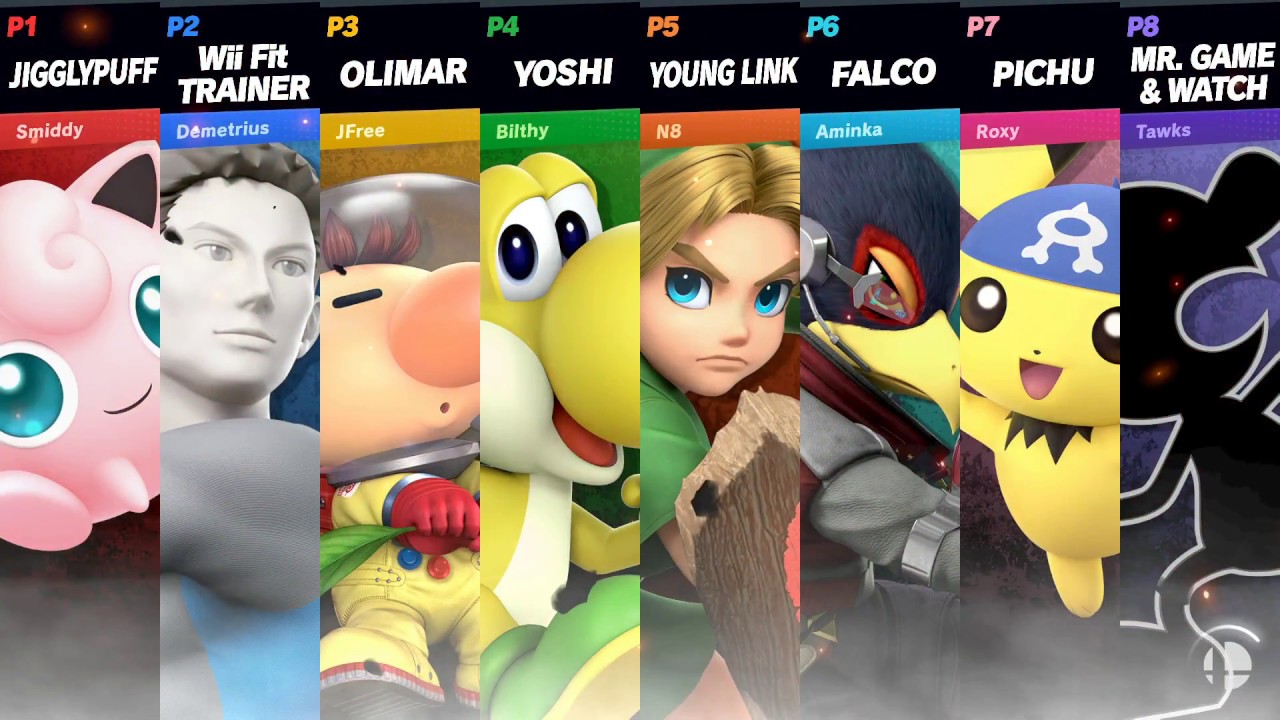 P1
JIGGLYPUFF
Smiddy
P2
Wii Fit
TRAINER
Demetrius
P3
OLIMAR
JFree
P4
YOSHI
Bilthy
P5
YOUNG LINK
N8
P6
FALCO
Aminka
P7
PICHU
Roxy
P8
MR. GAME
& WATCH
Tawks